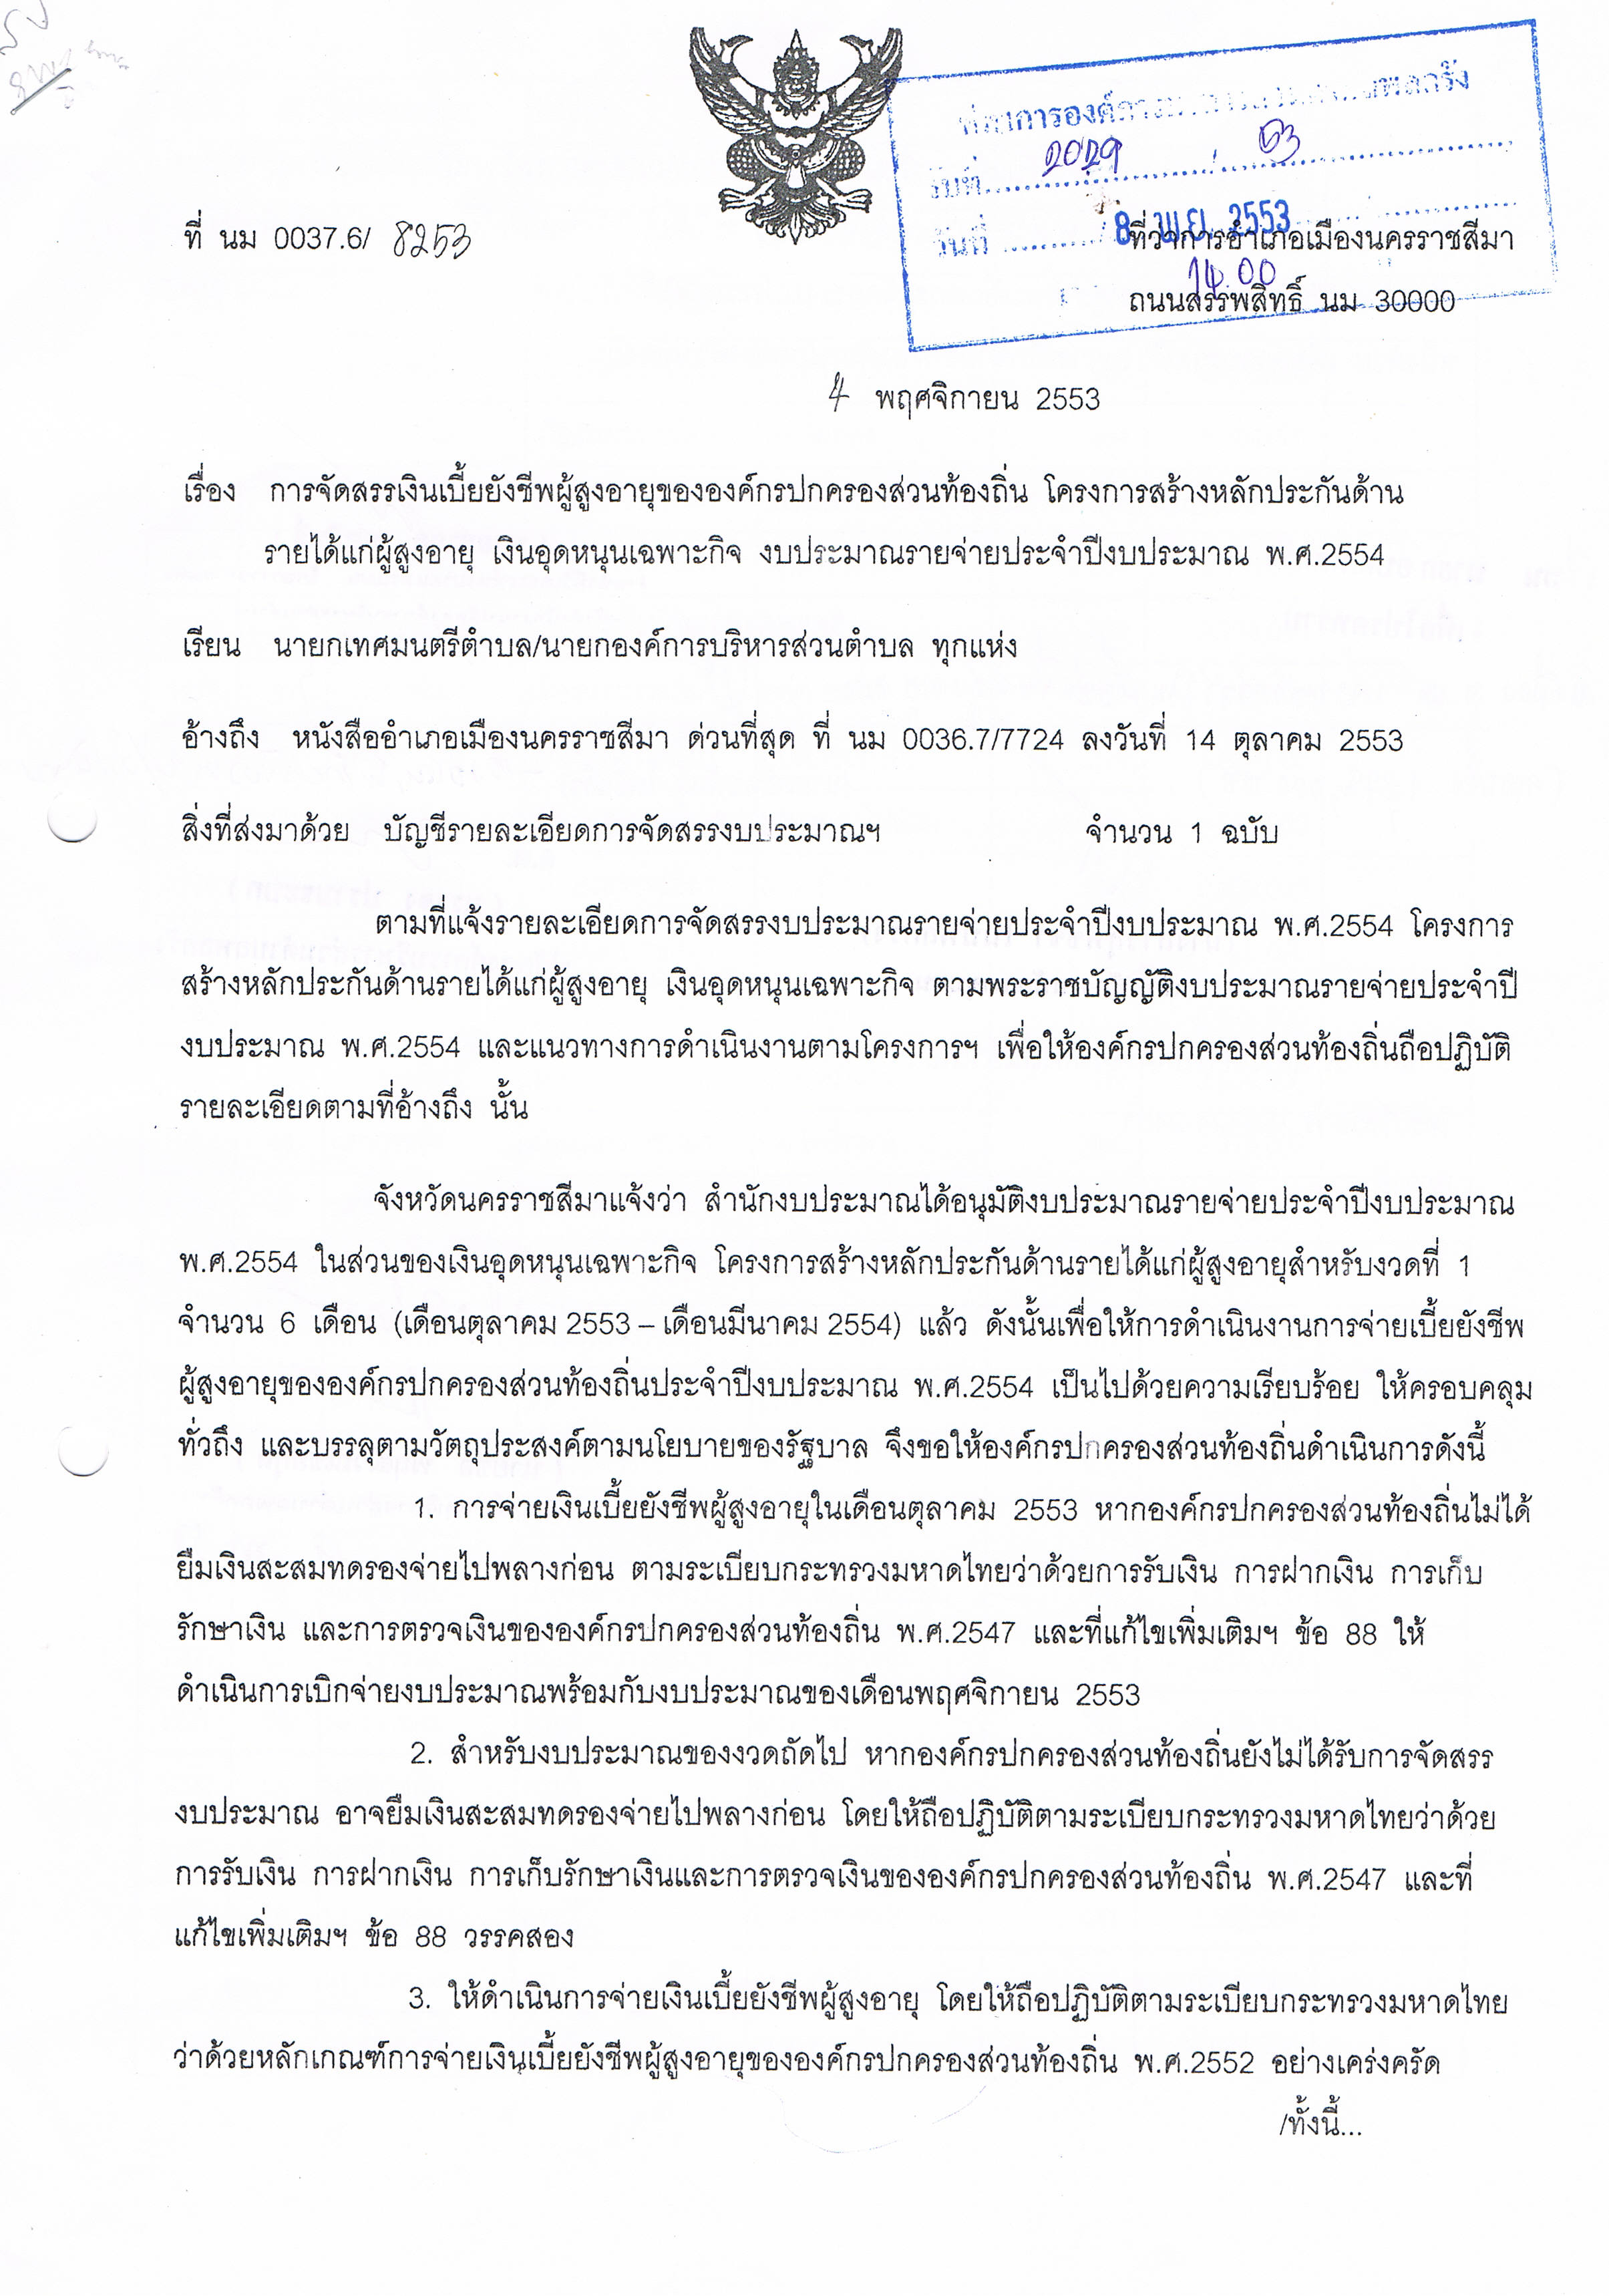 รับที่ 2029 / 53
ที่ นม 0037.6/ 8253
วันที่ 8 พ.ย. 2553
ที่ว่าการอำเภอเมืองนครราชสีมา
14.00
ถนนสรรพสิทธิ์ นม 30000
4 พฤศจิกายน 2553
เรื่อง การจัดสรรเงินเบี้ยยังชีพผู้สูงอายุขององค์กรปกครองส่วนท้องถิ่น โครงการสร้างหลักประกันด้าน
รายได้แก่ผู้สูงอายุ เงินอุดหนุนเฉพาะกิจ งบประมาณรายจ่ายประจำปีงบประมาณ พ.ศ.2554
เรียน นายกเทศมนตรีตำบล/นายกองค์การบริหารส่วนตำบล ทุกแห่ง
อ้างถึง หนังสืออำเภอเมืองนครราชสีมา ด่วนที่สุด ที่ นม 0036.7/7724 ลงวันที่ 14 ตุลาคม 2553
สิ่งที่ส่งมาด้วย บัญชีรายละเอียดการจัดสรรงบประมาณฯ จำนวน 1 ฉบับ
ตามที่แจ้งรายละเอียดการจัดสรรงบประมาณรายจ่ายประจำปีงบประมาณ พ.ศ.2554 โครงการ
สร้างหลักประกันด้านรายได้แก่ผู้สูงอายุ เงินอุดหนุนเฉพาะกิจ ตามพระราชบัญญัติงบประมาณรายจ่ายประจำปี
งบประมาณ พ.ศ.2554 และแนวทางการดำเนินงานตามโครงการฯ เพื่อให้องค์กรปกครองส่วนท้องถิ่นถือปฏิบัติ
รายละเอียดตามที่อ้างถึง นั้น
จังหวัดนครราชสีมาแจ้งว่า สำนักงบประมาณได้อนุมัติงบประมาณรายจ่ายประจำปีงบประมาณ
พ.ศ.2554 ในส่วนของเงินอุดหนุนเฉพาะกิจ โครงการสร้างหลักประกันด้านรายได้แก่ผู้สูงอายุสำหรับงวดที่ 1
จำนวน 6 เดือน (เดือนตุลาคม 2553 – เดือนมีนาคม 2554) แล้ว ดังนั้นเพื่อให้การดำเนินงานการจ่ายเบี้ยยังชีพ
ผู้สูงอายุขององค์กรปกครองส่วนท้องถิ่นประจำปีงบประมาณ พ.ศ.2554 เป็นไปด้วยความเรียบร้อย ให้ครอบคลุม
ทั่วถึง และบรรลุตามวัตถุประสงค์ตามนโยบายของรัฐบาล จึงขอให้องค์กรปกครองส่วนท้องถิ่นดำเนินการดังนี้
1. การจ่ายเงินเบี้ยยังชีพผู้สูงอายุในเดือนตุลาคม 2553 หากองค์กรปกครองส่วนท้องถิ่นไม่ได้
ยืมเงินสะสมทดรองจ่ายไปพลางก่อน ตามระเบียบกระทรวงมหาดไทยว่าด้วยการรับเงิน การฝากเงิน การเก็บ
รักษาเงิน และการตรวจเงินขององค์กรปกครองส่วนท้องถิ่น พ.ศ.2547 และที่แก้ไขเพิ่มเติมฯ ข้อ 88 ให้
ดำเนินการเบิกจ่ายงบประมาณพร้อมกับงบประมาณของเดือนพฤศจิกายน 2553
2. สำหรับงบประมาณของงวดถัดไป หากองค์กรปกครองส่วนท้องถิ่นยังไม่ได้รับการจัดสรร
งบประมาณ อาจยืมเงินสะสมทดรองจ่ายไปพลางก่อน โดยให้ถือปฏิบัติตามระเบียบกระทรวงมหาดไทยว่าด้วย
การรับเงิน การฝากเงิน การเก็บรักษาเงินและการตรวจเงินขององค์กรปกครองส่วนท้องถิ่น พ.ศ.2547 และที่
แก้ไขเพิ่มเติมฯ ข้อ 88 วรรคสอง
3. ให้ดำเนินการจ่ายเงินเบี้ยยังชีพผู้สูงอายุ โดยให้ถือปฏิบัติตามระเบียบกระทรวงมหาดไทย
ว่าด้วยหลักเกณฑ์การจ่ายเงินเบี้ยยังชีพผู้สูงอายุขององค์กรปกครองส่วนท้องถิ่น พ.ศ.2552 อย่างเคร่งครัด
/ทั้งนี้...